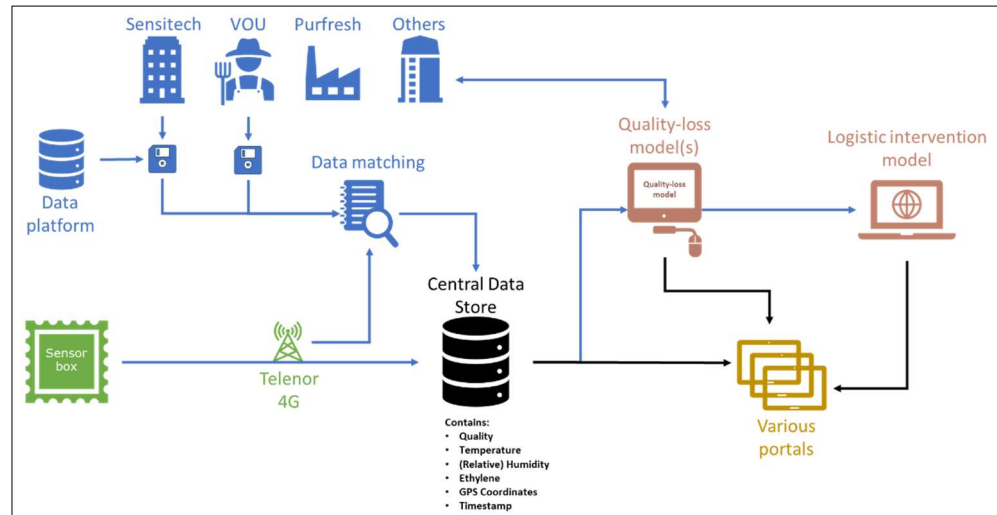 Sensitech
VOU
Purfresh
Others
Data
platform
Data matching
Quality-loss
model(s)
Quality-loss
model
Logistic intervention
model
Sensor
box
Telenor
4G
Central Data
Store
Contains:
• Quality
• Temperature
• (Relative) Humidity
• Ethylene
• GPS Coordinates
• Timestamp
Various
portals